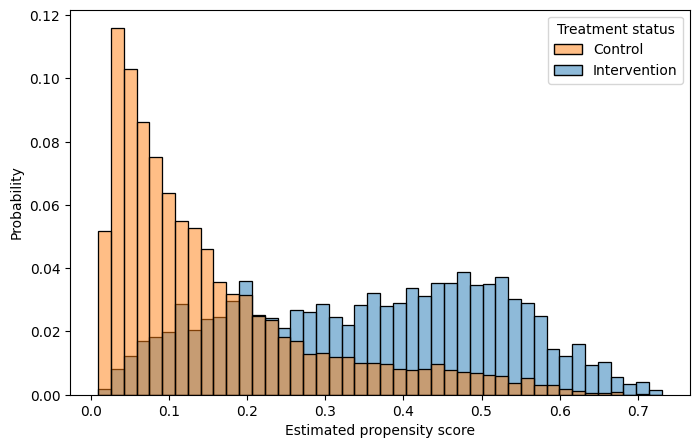 Treatment status
Control
Intervention
Probability
0.12
0.10
0.08
0.06
0.04
0.02
0.00
0.0 0.1 0.2 0.3 0.4 0.5 0.6 0.7
Estimated propensity score